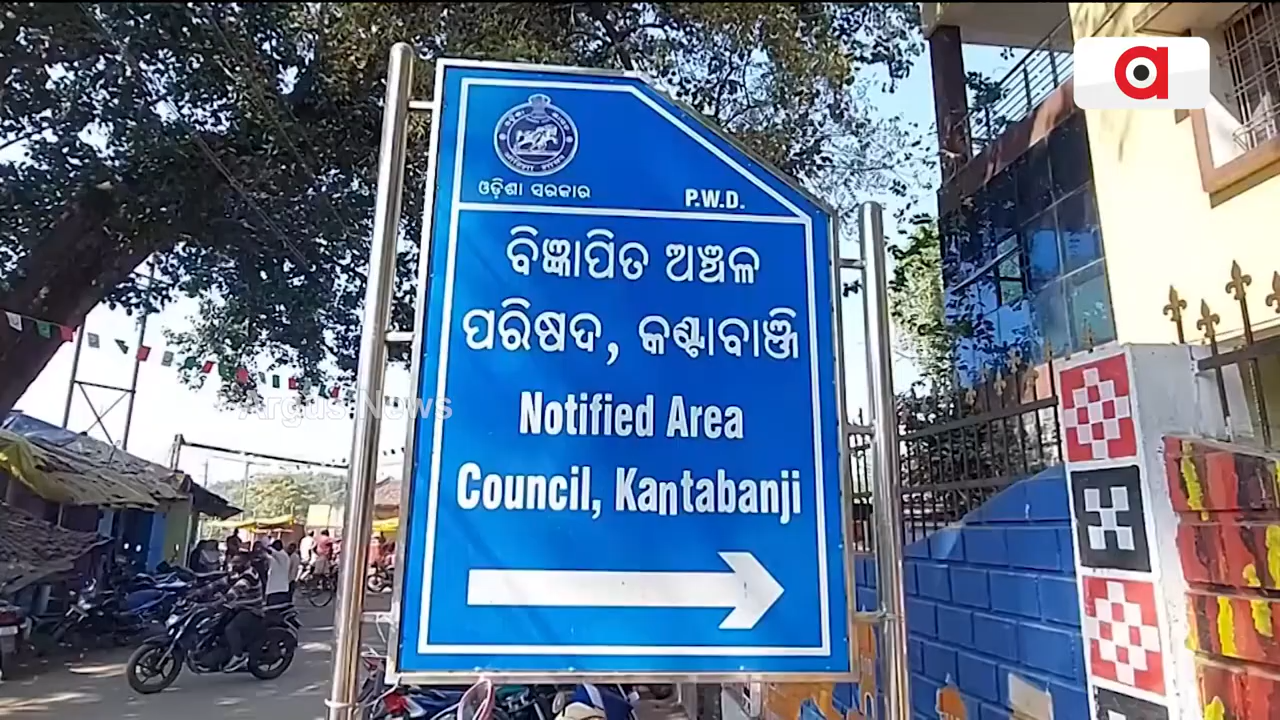 a
ଓଡ଼ିଶା ସରକାର
P.W.D.
ବିଜ୍ଞାପିତ ଅଞ୍ଚଳ
ପରିଷଦ, କଣ୍ଟାବାଞ୍ଜି
Notified Area
Council, Kantabanji
Argus News